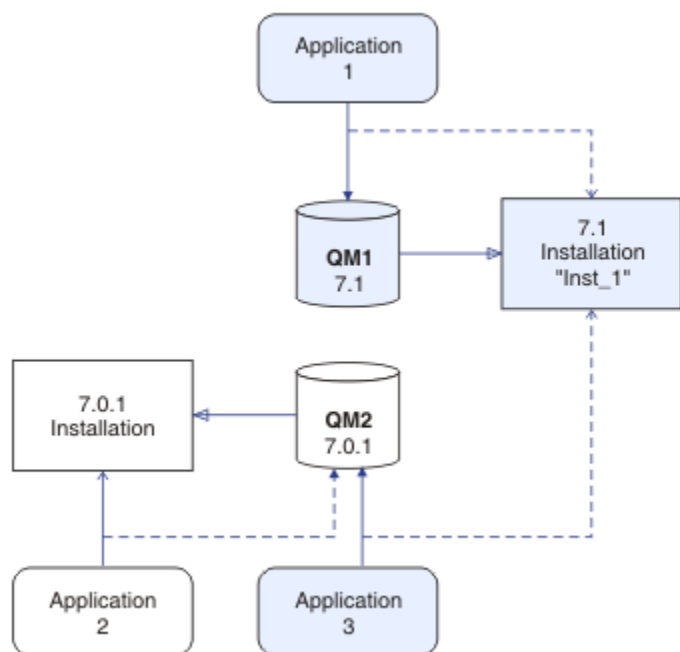 Application
1
QM1
7.1
7.1
Installation
"Inst_1"
7.0.1
Installation
QM2
7.0.1
Application
2
Application
3